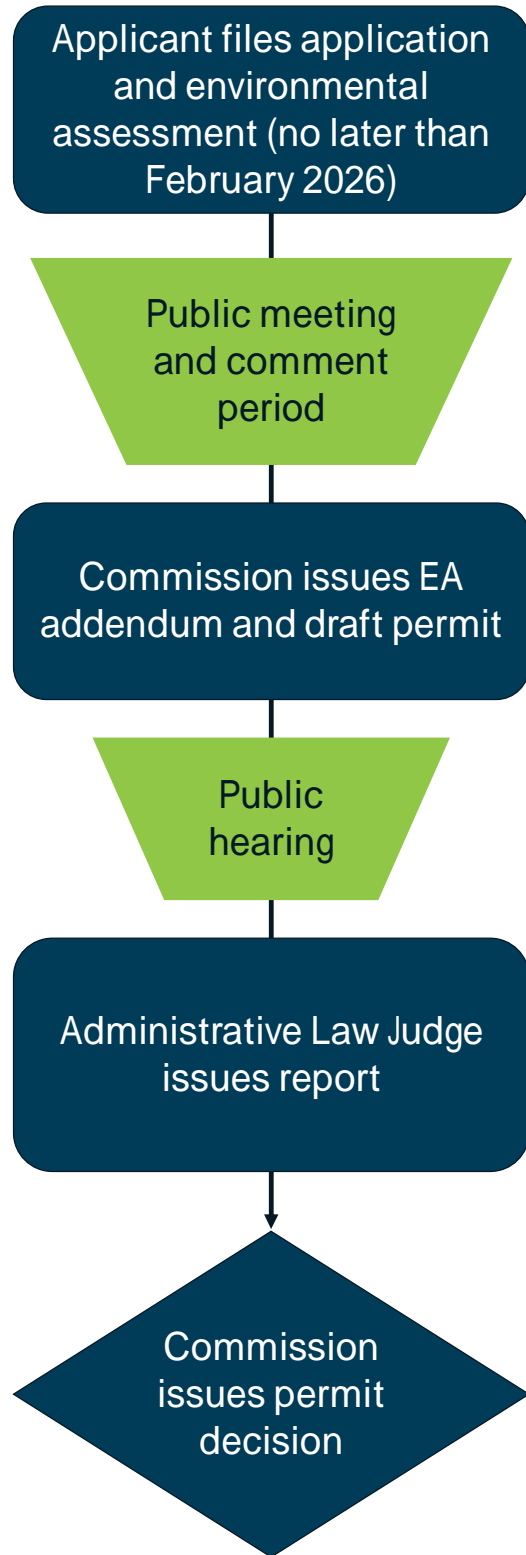 Applicant files application
and environmental
assessment (no later than
February 2026)
Public meeting
and comment
period
Commission issues EA
addendum and draft permit
Public
hearing
Administrative Law Judge
issues report
Commission
issues permit
decision